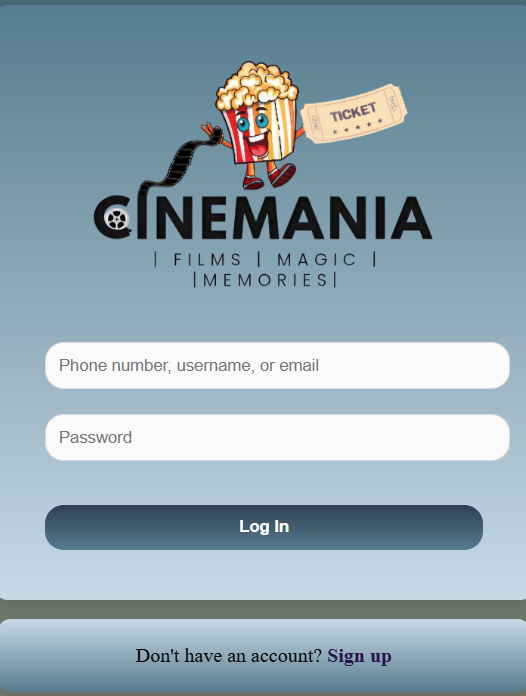 TICKET
CINEMANIA
| FILMS | MAGIC |
|MEMORIES|
Phone number, username, or email
Password
Log In
Don't have an account? Sign up